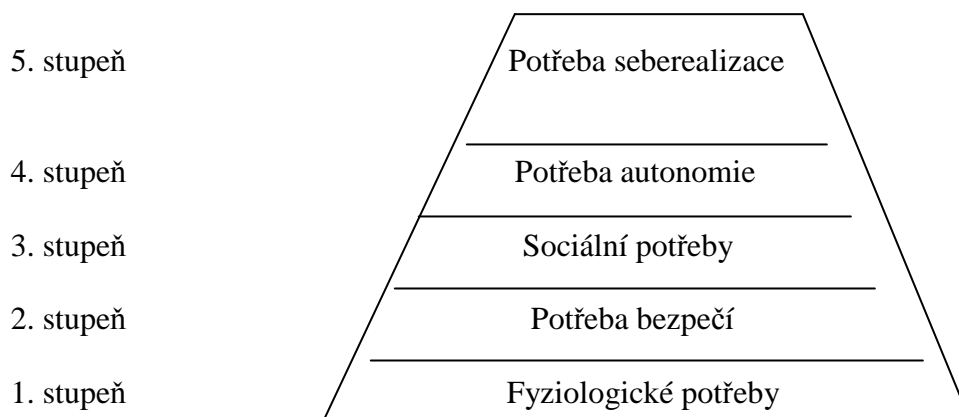 5. stupeň Potřeba seberealizace
4. stupeň Potřeba autonomie
3. stupeň Sociální potřeby
2. stupeň Potřeba bezpečí
1. stupeň Fyziologické potřeby